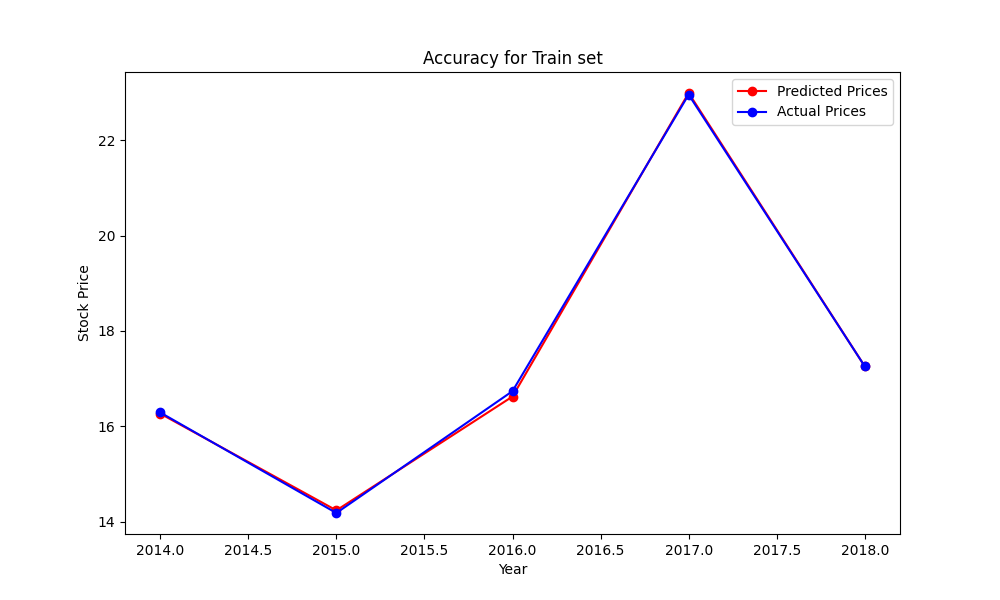 Accuracy for Train set
Predicted Prices
Actual Prices
Stock Price
22
20
18
16
14
2014.0 2014.5 2015.0 2015.5 2016.0 2016.5 2017.0 2017.5 2018.0
Year